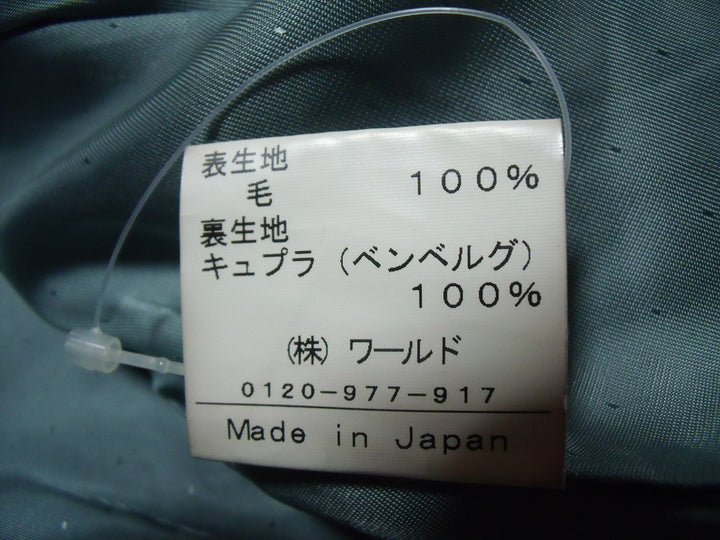 表生地
毛 １００％
裏生地
キュプラ（ベンベルグ）
１００％
（株）ワールド
０１２０−９７７−９１７
Made in Japan